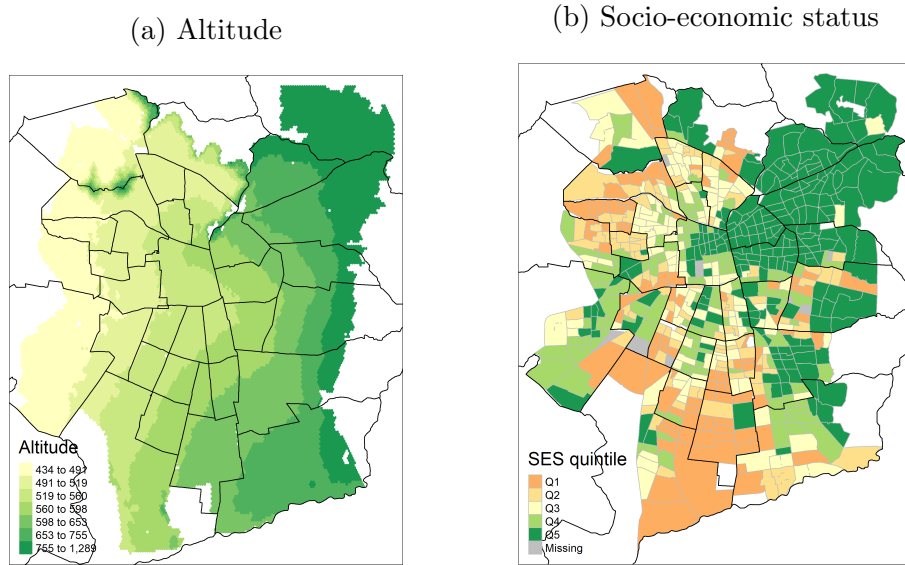 (a) Altitude
(b) Socio-economic status
Altitude
434 to 491
491 to 519
519 to 560
560 to 598
598 to 653
653 to 755
755 to 1,289
SES quintile
Q1
Q2
Q3
Q4
Q5
Missing